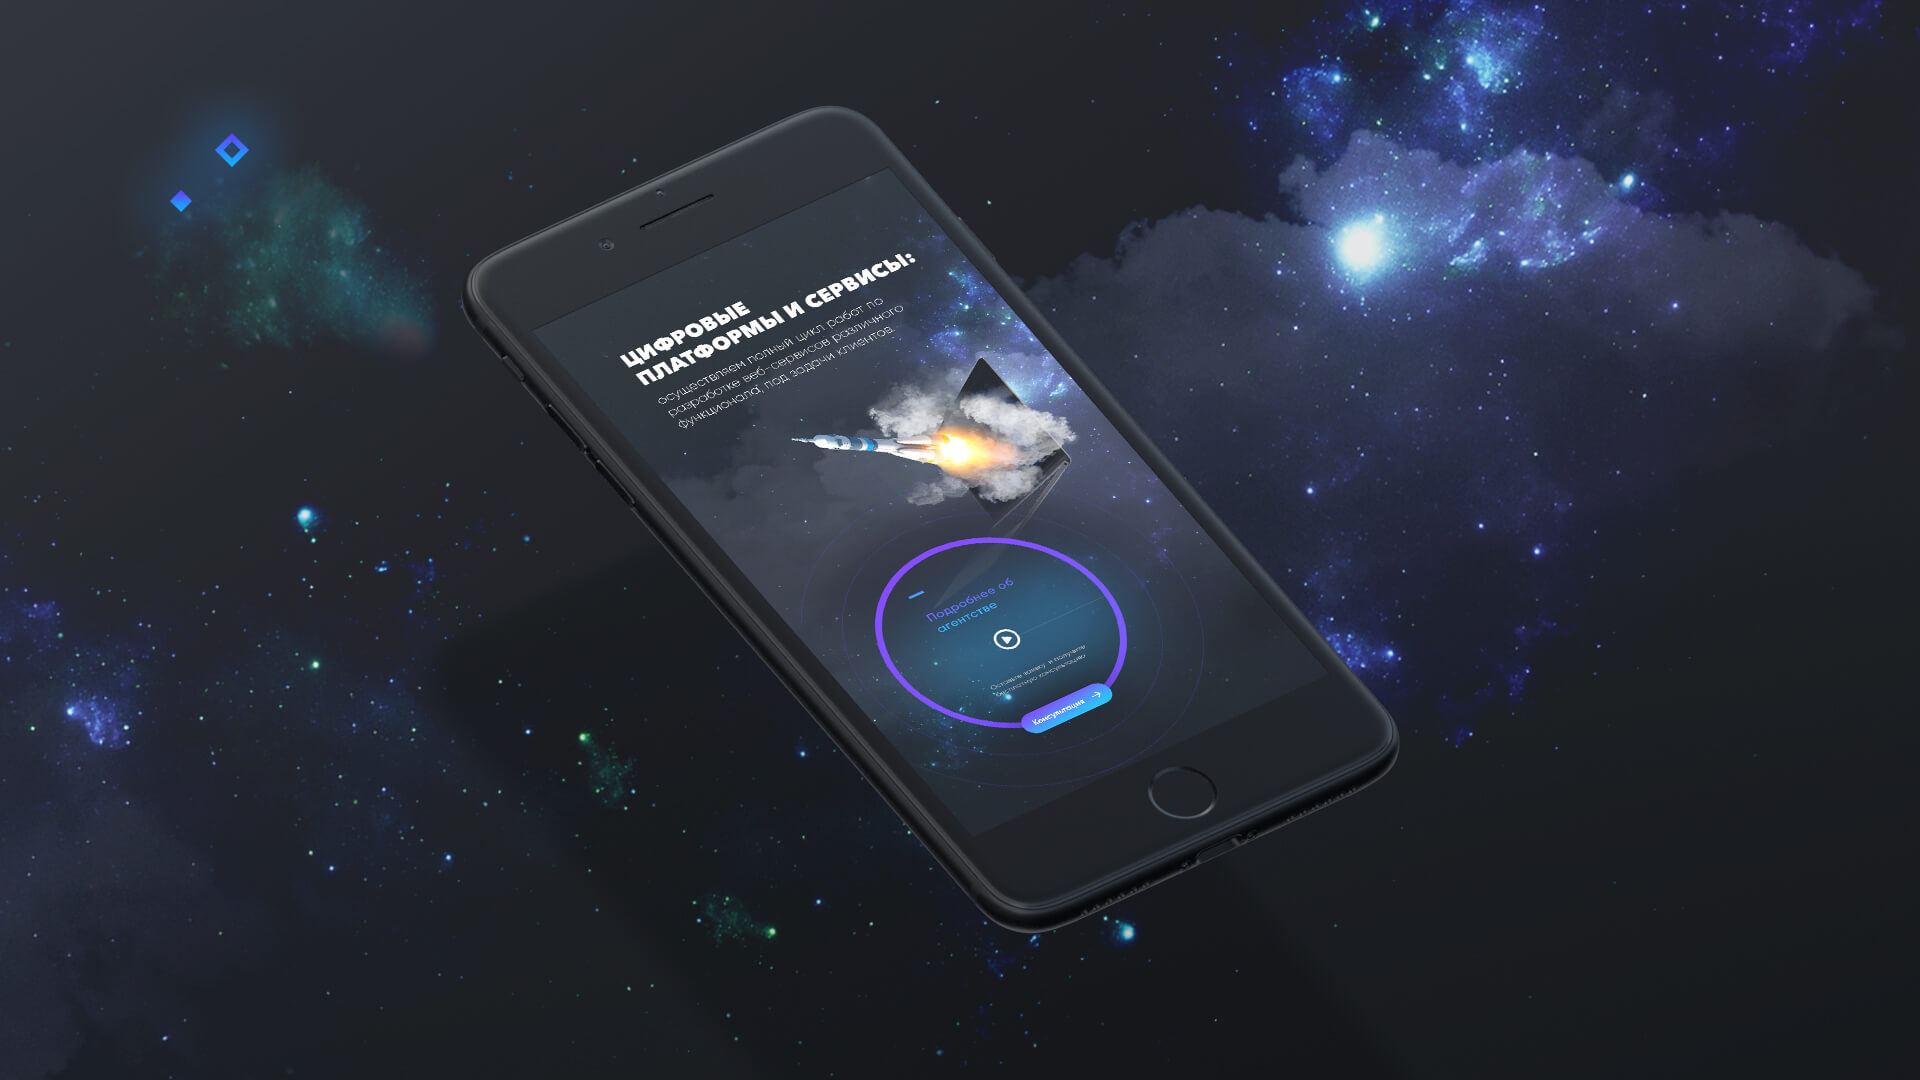 ЦИФРОВЫЕ
ПЛАТФОРМЫ И СЕРВИСЫ:
осуществляем полный цикл работ по
разработке веб-сервисов различного
функционала, под задачи клиентов.
Подробнее об
агентстве
Оставьте заявку и получите
бесплатную консультацию
Консультация